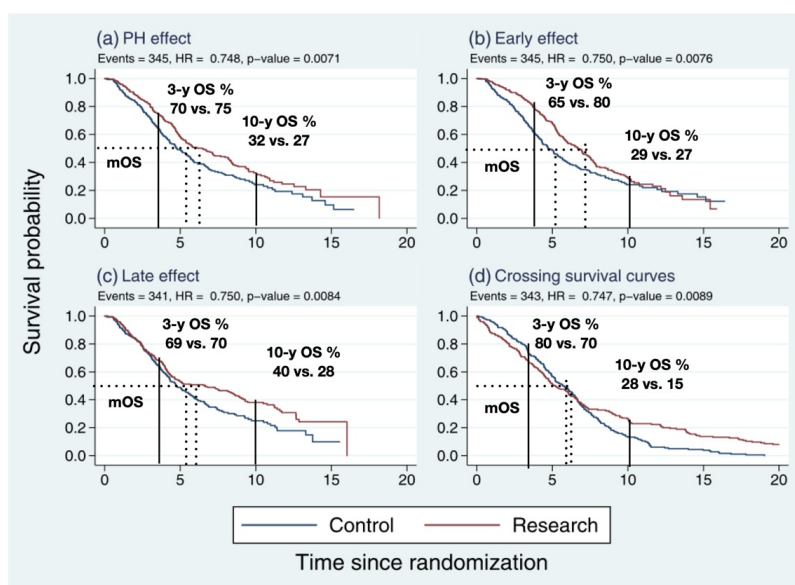 (a) PH effect
Events = 345, HR = 0.748, p-value = 0.0071
1.0
0.8
0.6
0.4
0.2
0.0
3-y OS %
70 vs. 75
10-y OS %
32 vs. 27
mOS
0 5 10 15 20
(b) Early effect
Events = 345, HR = 0.750, p-value = 0.0076
1.0
0.8
0.6
0.4
0.2
0.0
3-y OS %
65 vs. 80
10-y OS %
29 vs. 27
mOS
0 5 10 15 20
Survival probability
(c) Late effect
Events = 341, HR = 0.750, p-value = 0.0084
1.0
0.8
0.6
0.4
0.2
0.0
3-y OS %
69 vs. 70
10-y OS %
40 vs. 28
mOS
0 5 10 15 20
(d) Crossing survival curves
Events = 343, HR = 0.747, p-value = 0.0089
1.0
0.8
0.6
0.4
0.2
0.0
3-y OS %
80 vs. 70
10-y OS %
28 vs. 15
mOS
0 5 10 15 20
Control Research
Time since randomization